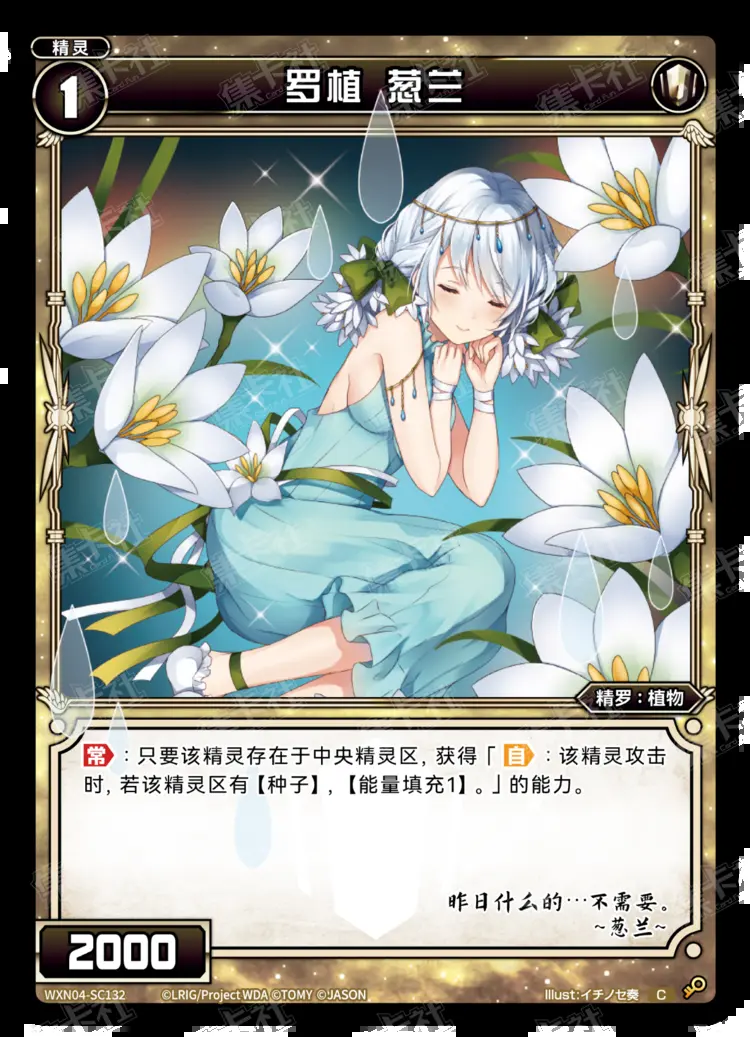 精灵
1
罗植 葱兰
精罗：植物
常：只要该精灵存在于中央精灵区, 获得「自：该精灵攻击
时, 若该精灵区有【种子】,【能量填充1】。」的能力。
昨日什么的…不需要。
~葱兰~
2000
WXN04-SC132 ©LRIG/Project WDA ©TOMY ©JASON Illust:イチノセ奏 C
集卡社